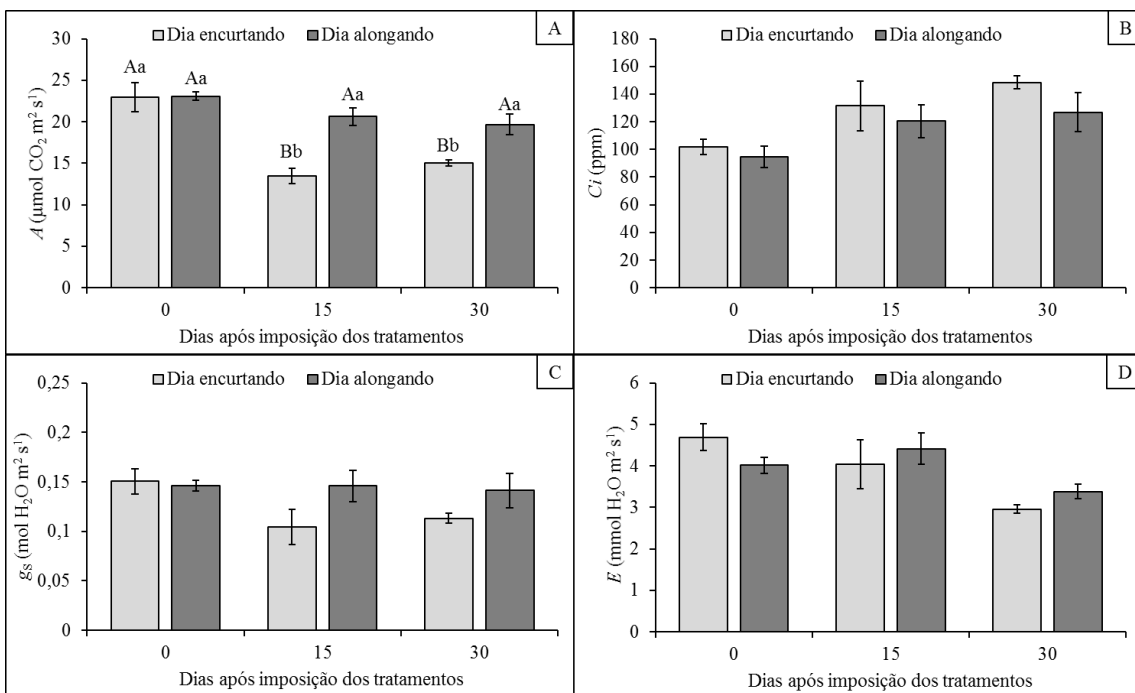 Dia encurtando Dia alongando
A
A (µmol CO₂ m² s¹)
30
25
20
15
10
5
0
Aa Aa
Bb Aa
Bb Aa
0 15 30
Dias após imposição dos tratamentos
Dia encurtando Dia alongando
B
Ci (ppm)
180
160
140
120
100
80
60
40
20
0
0 15 30
Dias após imposição dos tratamentos
Dia encurtando Dia alongando
C
gs (mol H₂O m² s¹)
0,25
0,2
0,15
0,1
0,05
0
0 15 30
Dias após imposição dos tratamentos
Dia encurtando Dia alongando
D
E (mmol H₂O m² s¹)
6
5
4
3
2
1
0
0 15 30
Dias após imposição dos tratamentos